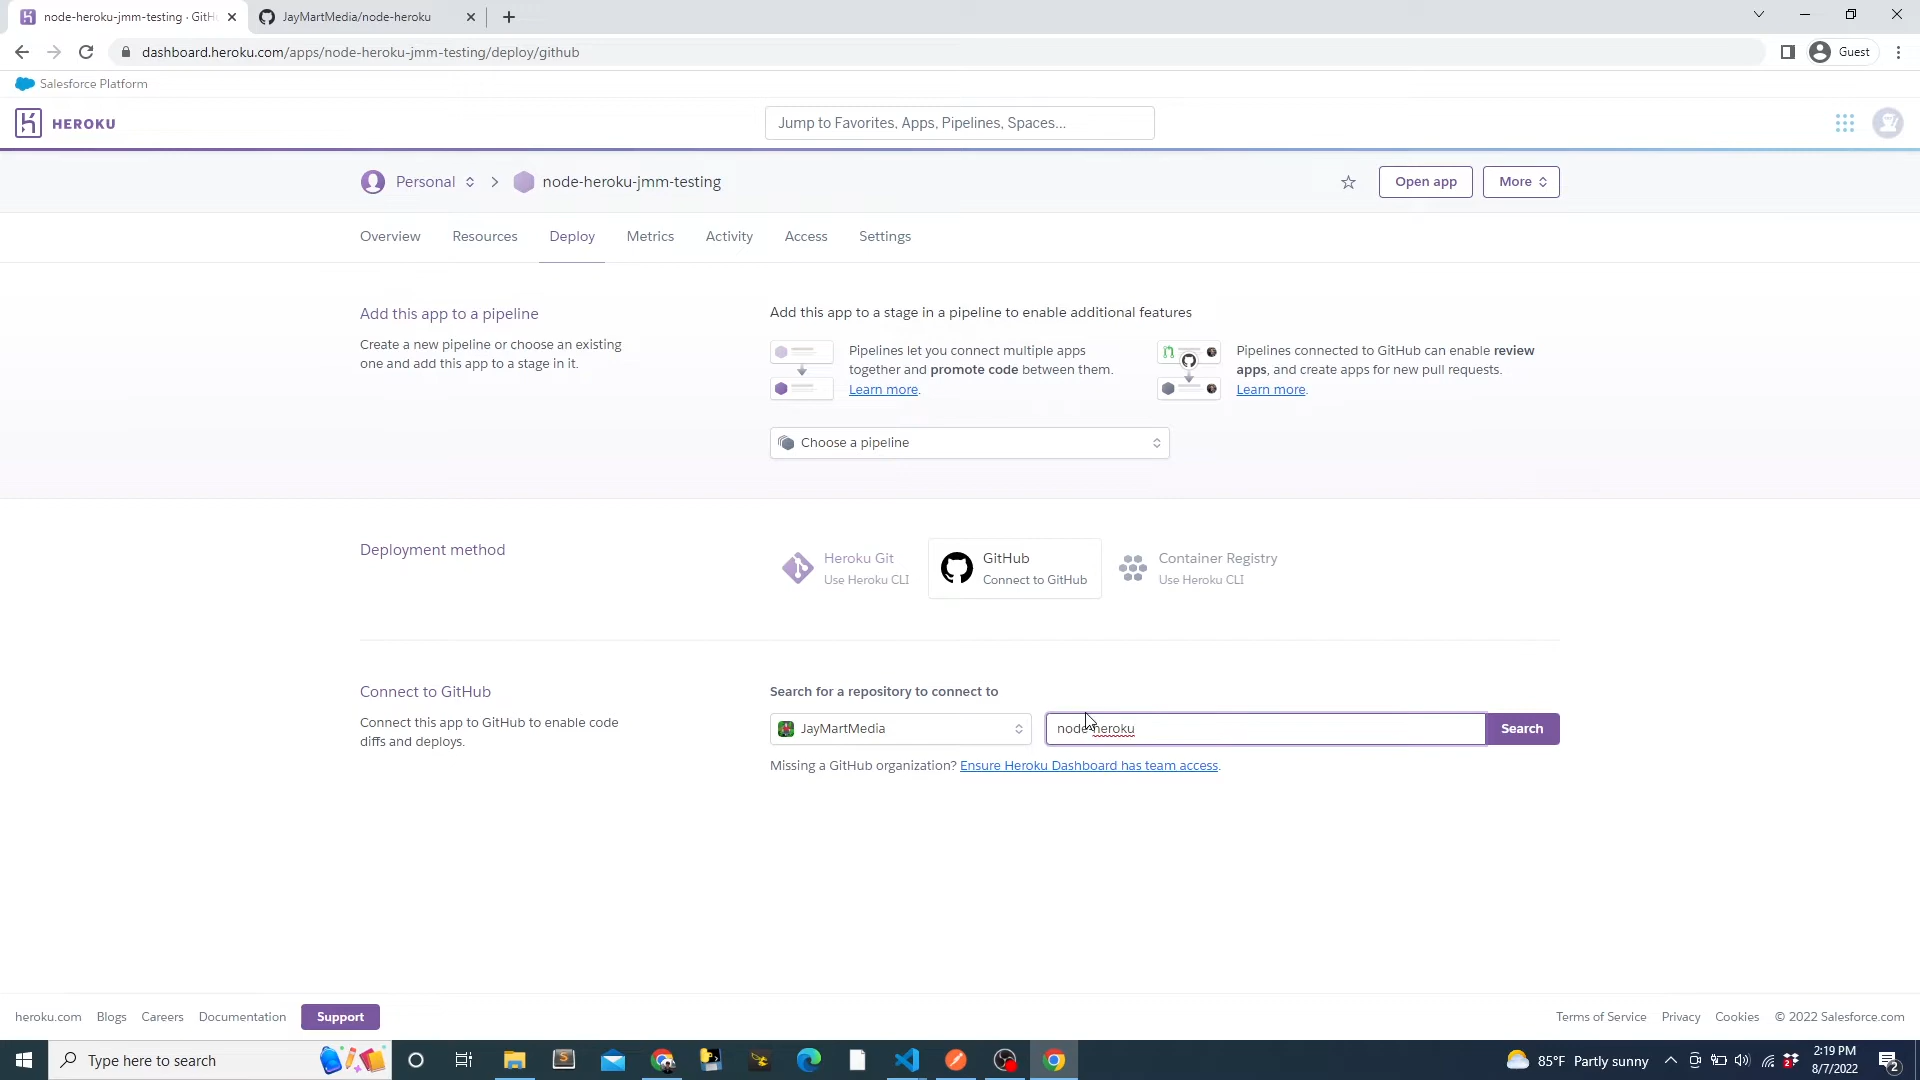 node-heroku-jmm-testing · GitH
JayMartMedia/node-heroku
dashboard.heroku.com/apps/node-heroku-jmm-testing/deploy/github
Guest
Salesforce Platform
HEROKU
Jump to Favorites, Apps, Pipelines, Spaces...
Personal
node-heroku-jmm-testing
Open app
More
Overview
Resources
Deploy
Metrics
Activity
Access
Settings
Add this app to a pipeline
Create a new pipeline or choose an existing
one and add this app to a stage in it.
Add this app to a stage in a pipeline to enable additional features
Pipelines let you connect multiple apps
together and promote code between them.
Learn more.
Pipelines connected to GitHub can enable review
apps, and create apps for new pull requests.
Learn more.
Choose a pipeline
Deployment method
Heroku Git
Use Heroku CLI
GitHub
Connect to GitHub
Container Registry
Use Heroku CLI
Connect to GitHub
Connect this app to GitHub to enable code
diffs and deploys.
Search for a repository to connect to
JayMartMedia
node-heroku
Search
Missing a GitHub organization? Ensure Heroku Dashboard has team access.
heroku.com
Blogs
Careers
Documentation
Support
Terms of Service
Privacy
Cookies
© 2022 Salesforce.com
Type here to search
85°F Partly sunny
2:19 PM
8/7/2022
2